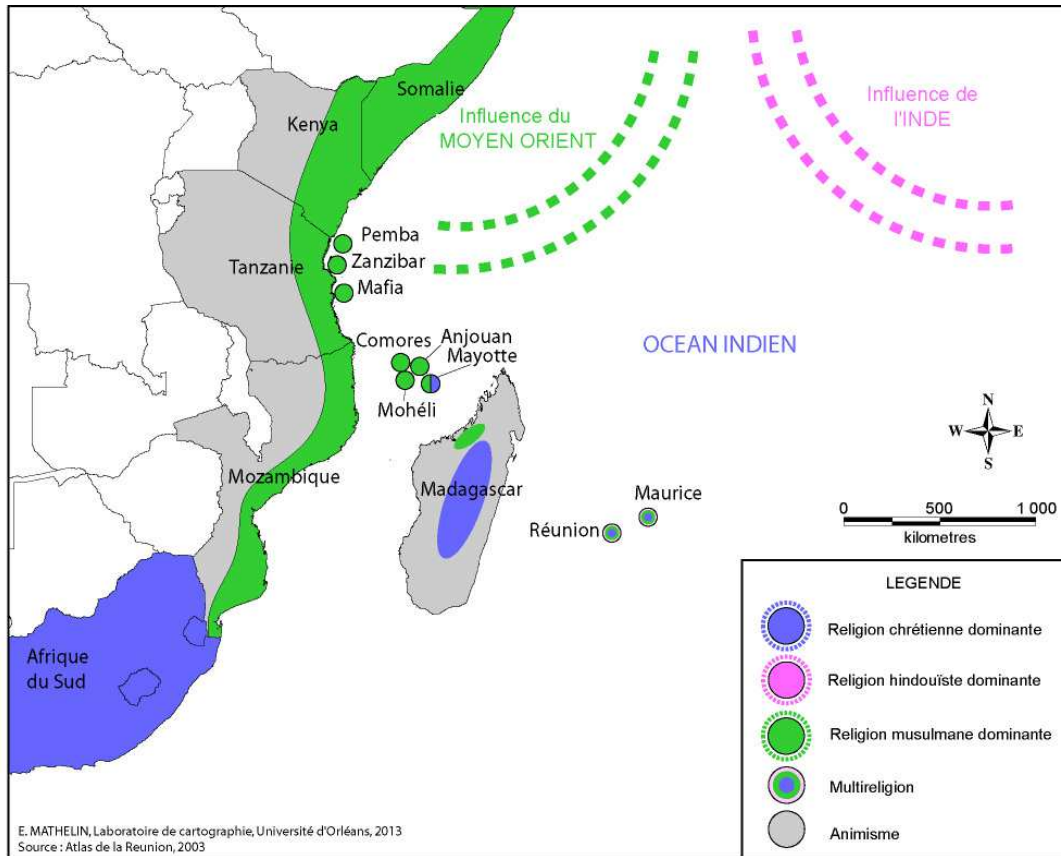 Somalie
Kenya
Influence du
MOYEN ORIENT
Influence de
l'INDE
Pemba
Zanzibar
Tanzanie
Mafia
Comores
Anjouan
Mayotte
OCEAN INDIEN
Mohéli
N
W
E
S
Mozambique
Madagascar
Maurice
Réunion
0 500 1 000
kilometres
Afrique
du Sud
LEGENDE
Religion chrétienne dominante
Religion hindouïste dominante
Religion musulmane dominante
Multireligion
Animisme
E. MATHELIN, Laboratoire de cartographie, Université d'Orléans, 2013
Source : Atlas de la Reunion, 2003